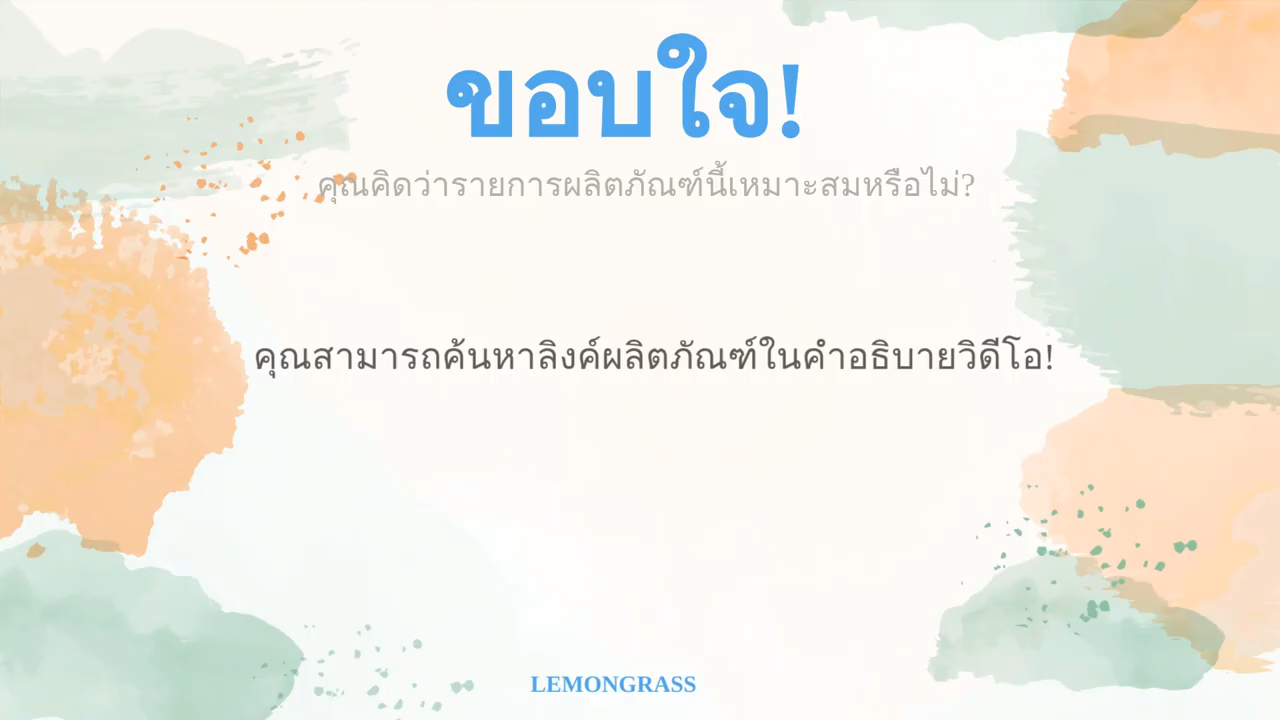 ขอบใจ!
คุณคิดว่ารายการผลิตภัณฑ์นี้เหมาะสมหรือไม่?
คุณสามารถค้นหาลิงค์ผลิตภัณฑ์ในคำอธิบายวิดีโอ!
LEMONGRASS